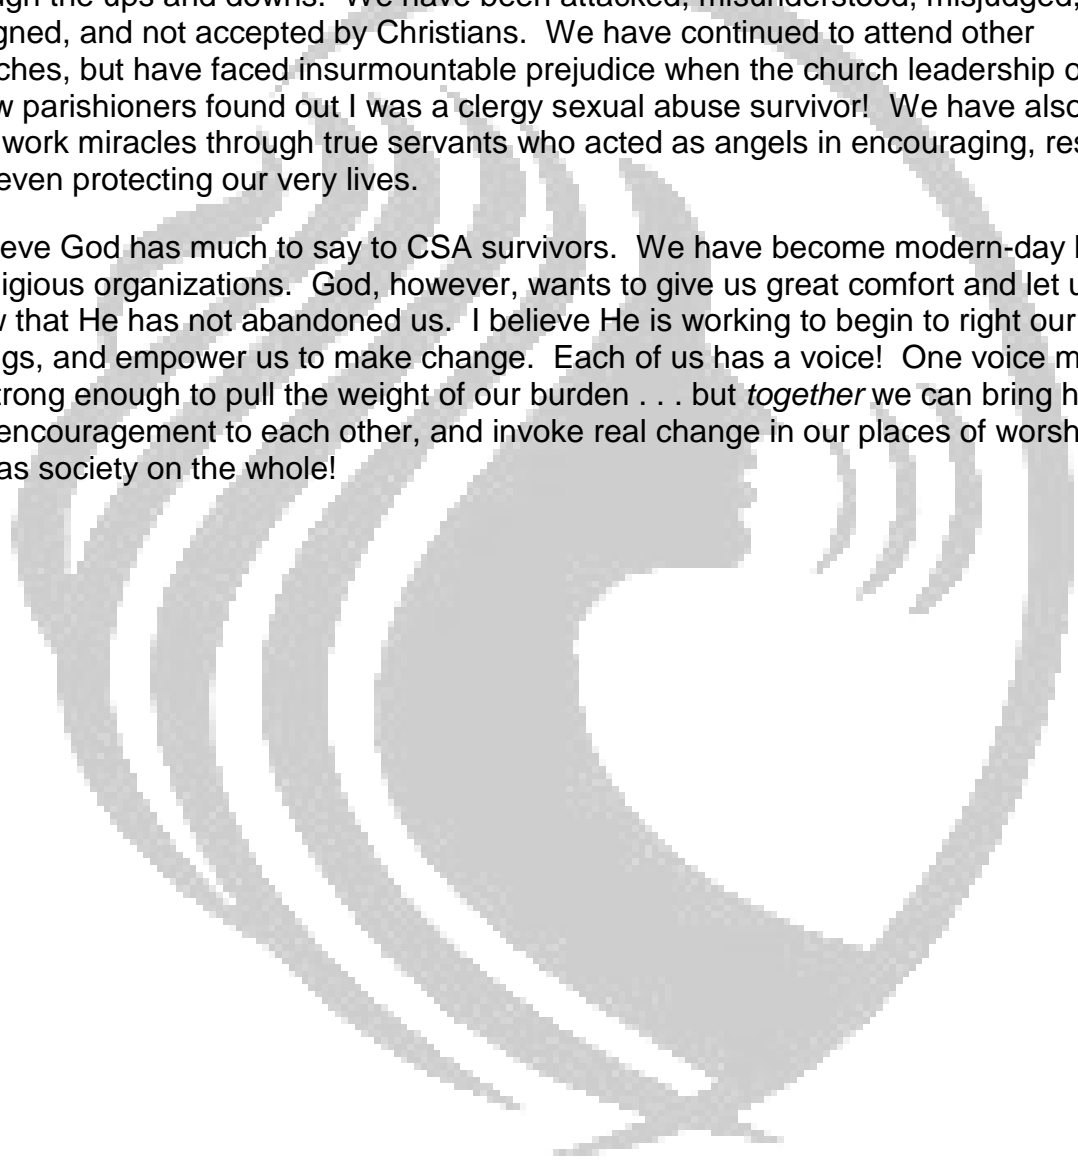 ugh the ups and downs. We have been attacked, misunderstood, misjudged,
gned, and not accepted by Christians. We have continued to attend other
ches, but have faced insurmountable prejudice when the church leadership o
w parishioners found out I was a clergy sexual abuse survivor! We have also
work miracles through true servants who acted as angels in encouraging, res
even protecting our very lives.
ieve God has much to say to CSA survivors. We have become modern-day l
igious organizations. God, however, wants to give us great comfort and let u
w that He has not abandoned us. I believe He is working to begin to right our
gs, and empower us to make change. Each of us has a voice! One voice m
trong enough to pull the weight of our burden . . . but together we can bring h
encouragement to each other, and invoke real change in our places of worsh
as society on the whole!